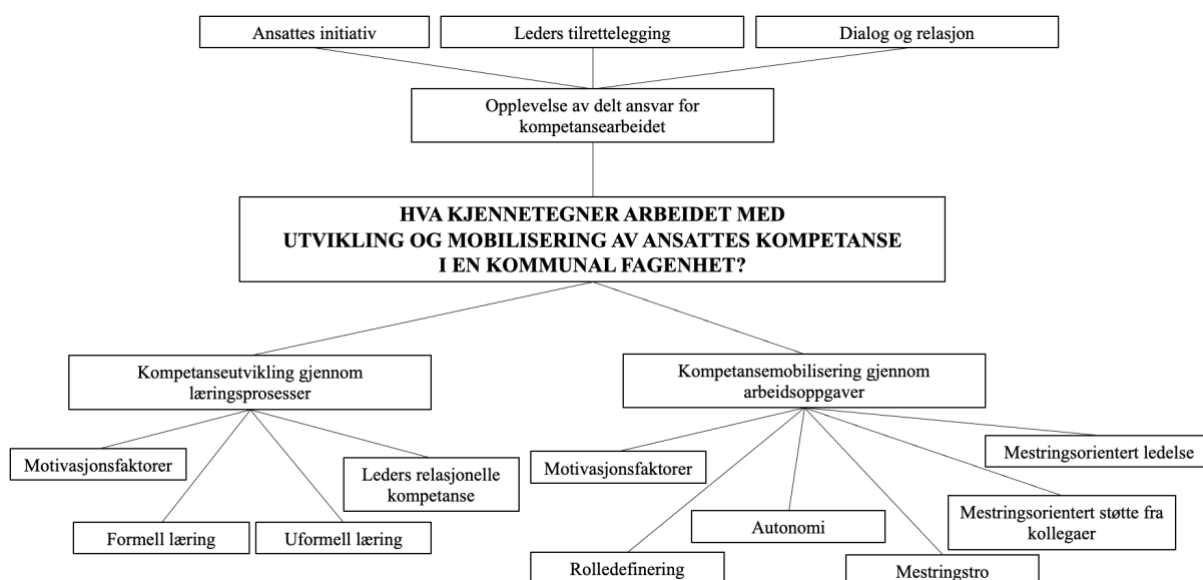 Ansattes initiativ
Leders tilrettelegging
Dialog og relasjon
Opplevelse av delt ansvar for
kompetansearbeidet
HVA KJENNETEGNER ARBEIDET MED
UTVIKLING OG MOBILISERING AV ANSATTES KOMPETANSE
I EN KOMMUNAL FAGENHET?
Kompetanseutvikling gjennom
læringsprosesser
Motivasjonsfaktorer
Leders relasjonelle
kompetanse
Formell læring
Uformell læring
Kompetansemobilisering gjennom
arbeidsoppgaver
Motivasjonsfaktorer
Mestringsorientert ledelse
Mestringsorientert støtte fra
kollegaer
Autonomi
Rolledefinering
Mestringstro